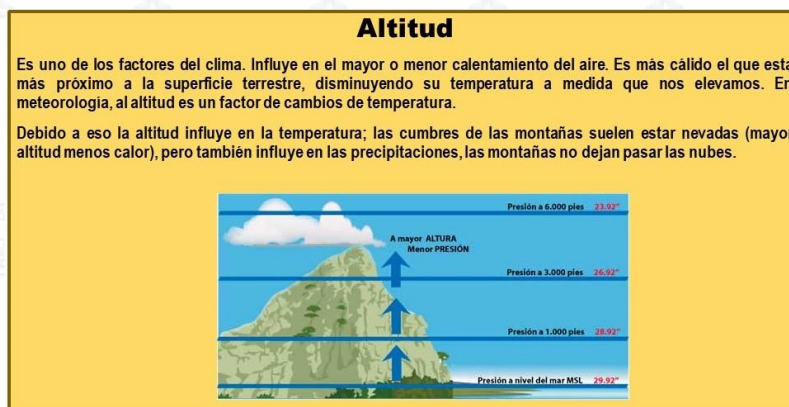 Altitud
Es uno de los factores del clima. Influye en el mayor o menor calentamiento del aire. Es más cálido el que esta
más próximo a la superficie terrestre, disminuyendo su temperatura a medida que nos elevamos. En
meteorología, al altitud es un factor de cambios de temperatura.
Debido a eso la altitud influye en la temperatura; las cumbres de las montañas suelen estar nevadas (mayor
altitud menos calor), pero también influye en las precipitaciones, las montañas no dejan pasar las nubes.
Presión a 6.000 pies 23.92"
A mayor ALTURA
Menor PRESIÓN
Presión a 3.000 pies 26.92"
Presión a 1.000 pies 28.92"
Presión a nivel del mar MSL 29.92"